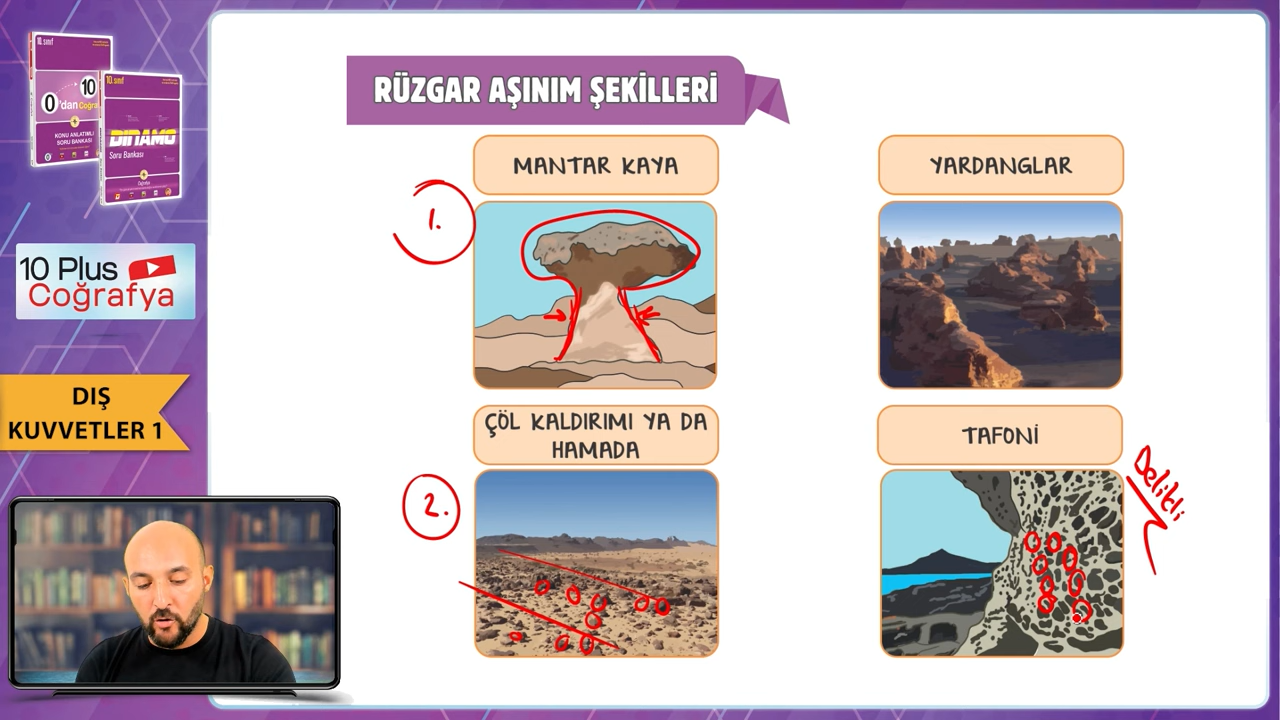 10. sınıf
0'dan 10
KONU ANLATIMLI
SORU BANKASI
10.sınıf
DİNAMO
Soru Bankası
Coğrafya
10 Plus
Coğrafya
DIŞ
KUVVETLER 1
RÜZGAR AŞINIM ŞEKİLLERİ
MANTAR KAYA
1.
YARDANGLAR
ÇÖL KALDIRIMI YA DA
HAMADA
2.
TAFONİ
Delikli